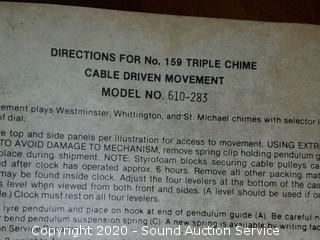 DIRECTIONS FOR No. 159 TRIPLE CHIME
CABLE DRIVEN MOVEMENT
MODEL NO. 610-283
ement plays Westminster, Whittington, and St. Michael chimes with selector l
of dial.
e top and side panels per illustration for access to movement. USING EXTR
TO AVOID DAMAGE TO MECHANISM, remove spring clip holding pendulum g
place during shipment. NOTE: Styrofoam blocks securing cable pulleys ca
ed after clock has operated approx. 6 hours. Remove all other packing mat
may be found inside clock. Adjust the four levelers at the bottom of the cas
s level when viewed from both front and sides. (A level should be used if o
le.) Clock must rest on all four levelers.
lyre pendulum and place on hook at end of pendulum guide (A). Be careful n
r bend pendulum suspension spring (C). A new spring is available by writing
Service
Copyright 2020 - Sound Auction Service